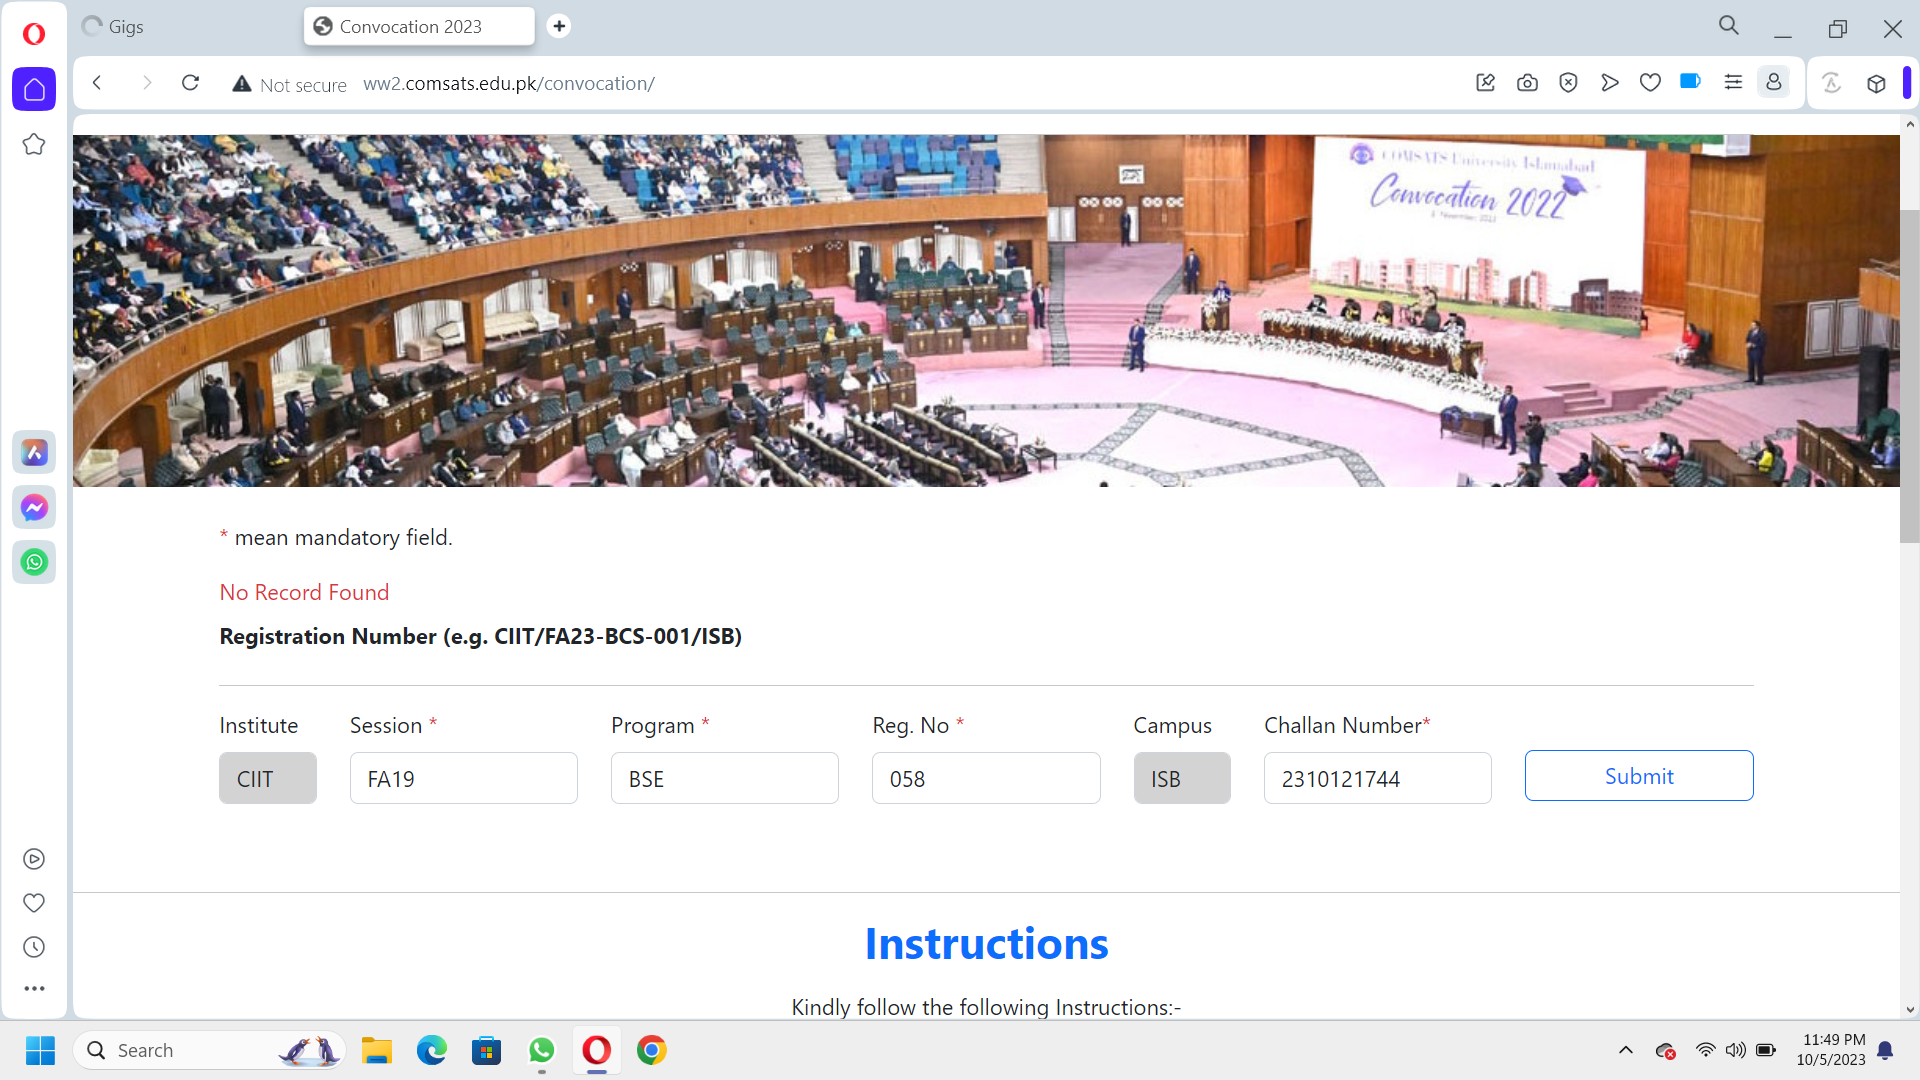 Gigs
Convocation 2023
Not secure
ww2.comsats.edu.pk/convocation/
COMSATS University Islamabad
Convocation 2022
* mean mandatory field.
No Record Found
Registration Number (e.g. CIIT/FA23-BCS-001/ISB)
Institute Session * Program * Reg. No * Campus Challan Number*
CIIT FA19 BSE 058 ISB 2310121744 Submit
Instructions
Kindly follow the following Instructions:-
Search
11:49 PM
10/5/2023